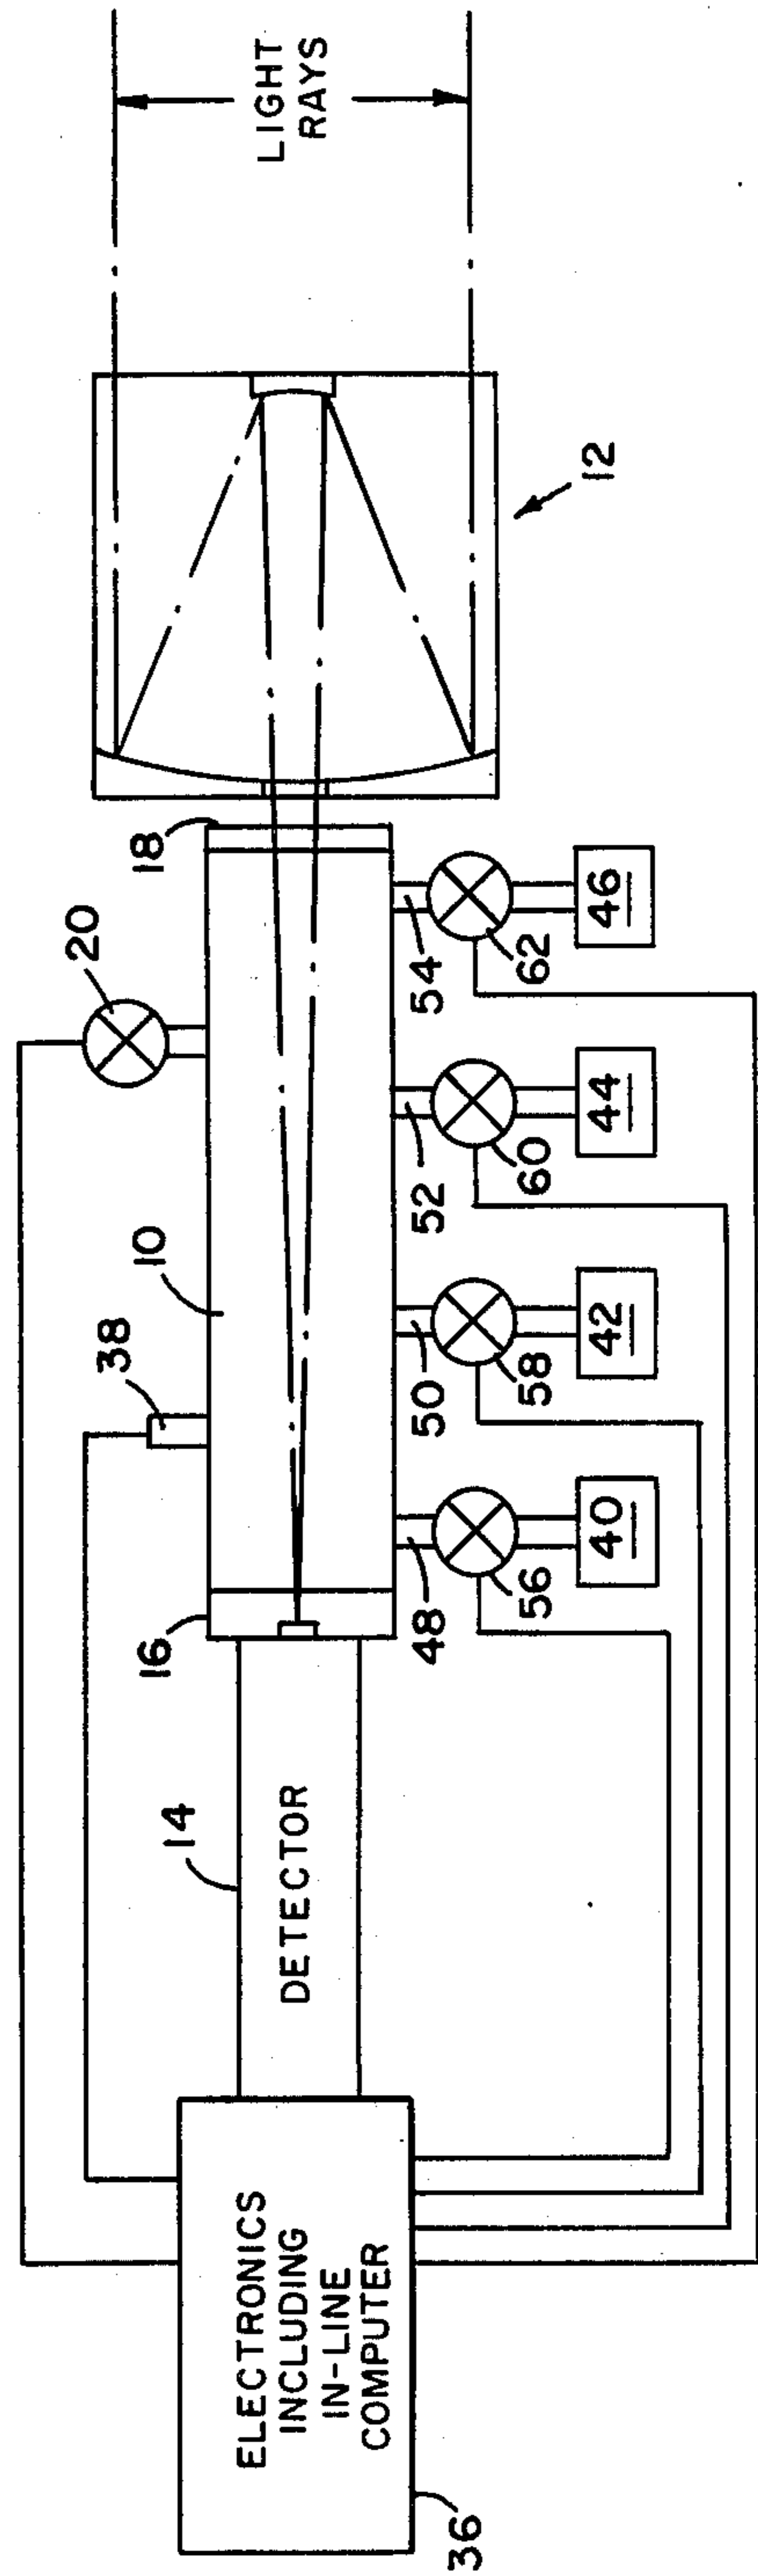 LIGHT
RAYS
12
18
20
10
38
16
14
DETECTOR
ELECTRONICS
INCLUDING
IN-LINE
COMPUTER
36
48
50
52
54
56
58
60
62
40
42
44
46